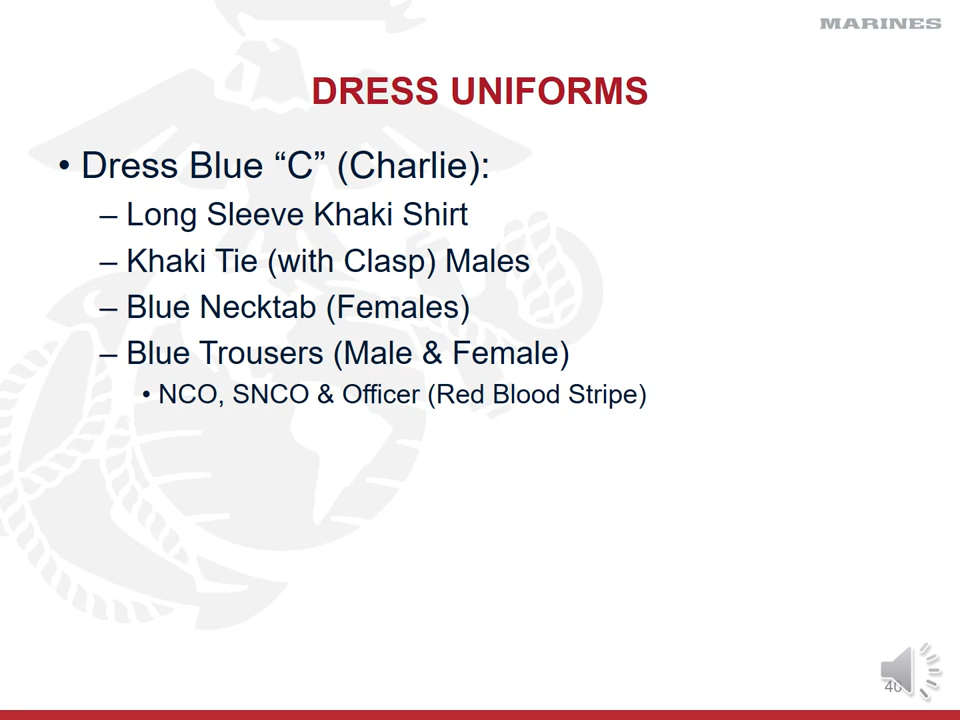 MARINES
DRESS UNIFORMS
• Dress Blue “C” (Charlie):
– Long Sleeve Khaki Shirt
– Khaki Tie (with Clasp) Males
– Blue Necktab (Females)
– Blue Trousers (Male & Female)
• NCO, SNCO & Officer (Red Blood Stripe)
40